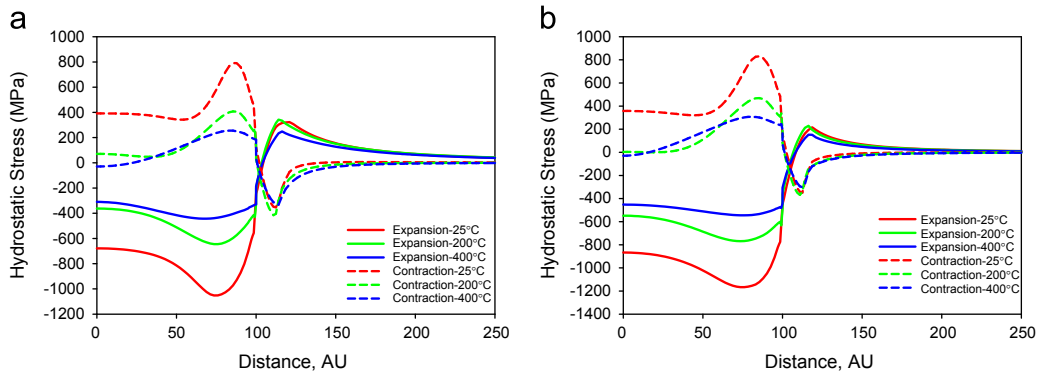 a
Hydrostatic Stress (MPa)
1000
800
600
400
200
0
-200
-400
-600
-800
-1000
-1200
Expansion-25°C
Expansion-200°C
Expansion-400°C
Contraction-25°C
Contraction-200°C
Contraction-400°C
0 50 100 150 200 250
Distance, AU
b
Hydrostatic Stress (MPa)
1000
800
600
400
200
0
-200
-400
-600
-800
-1000
-1200
-1400
Expansion-25°C
Expansion-200°C
Expansion-400°C
Contraction-25°C
Contraction-200°C
Contraction-400°C
0 50 100 150 200 250
Distance, AU